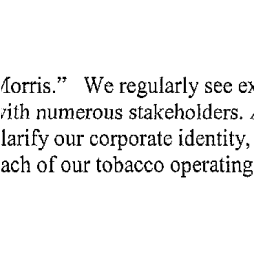 Morris.” We regularly see ex
with numerous stakeholders.
larify our corporate identity,
ach of our tobacco operating